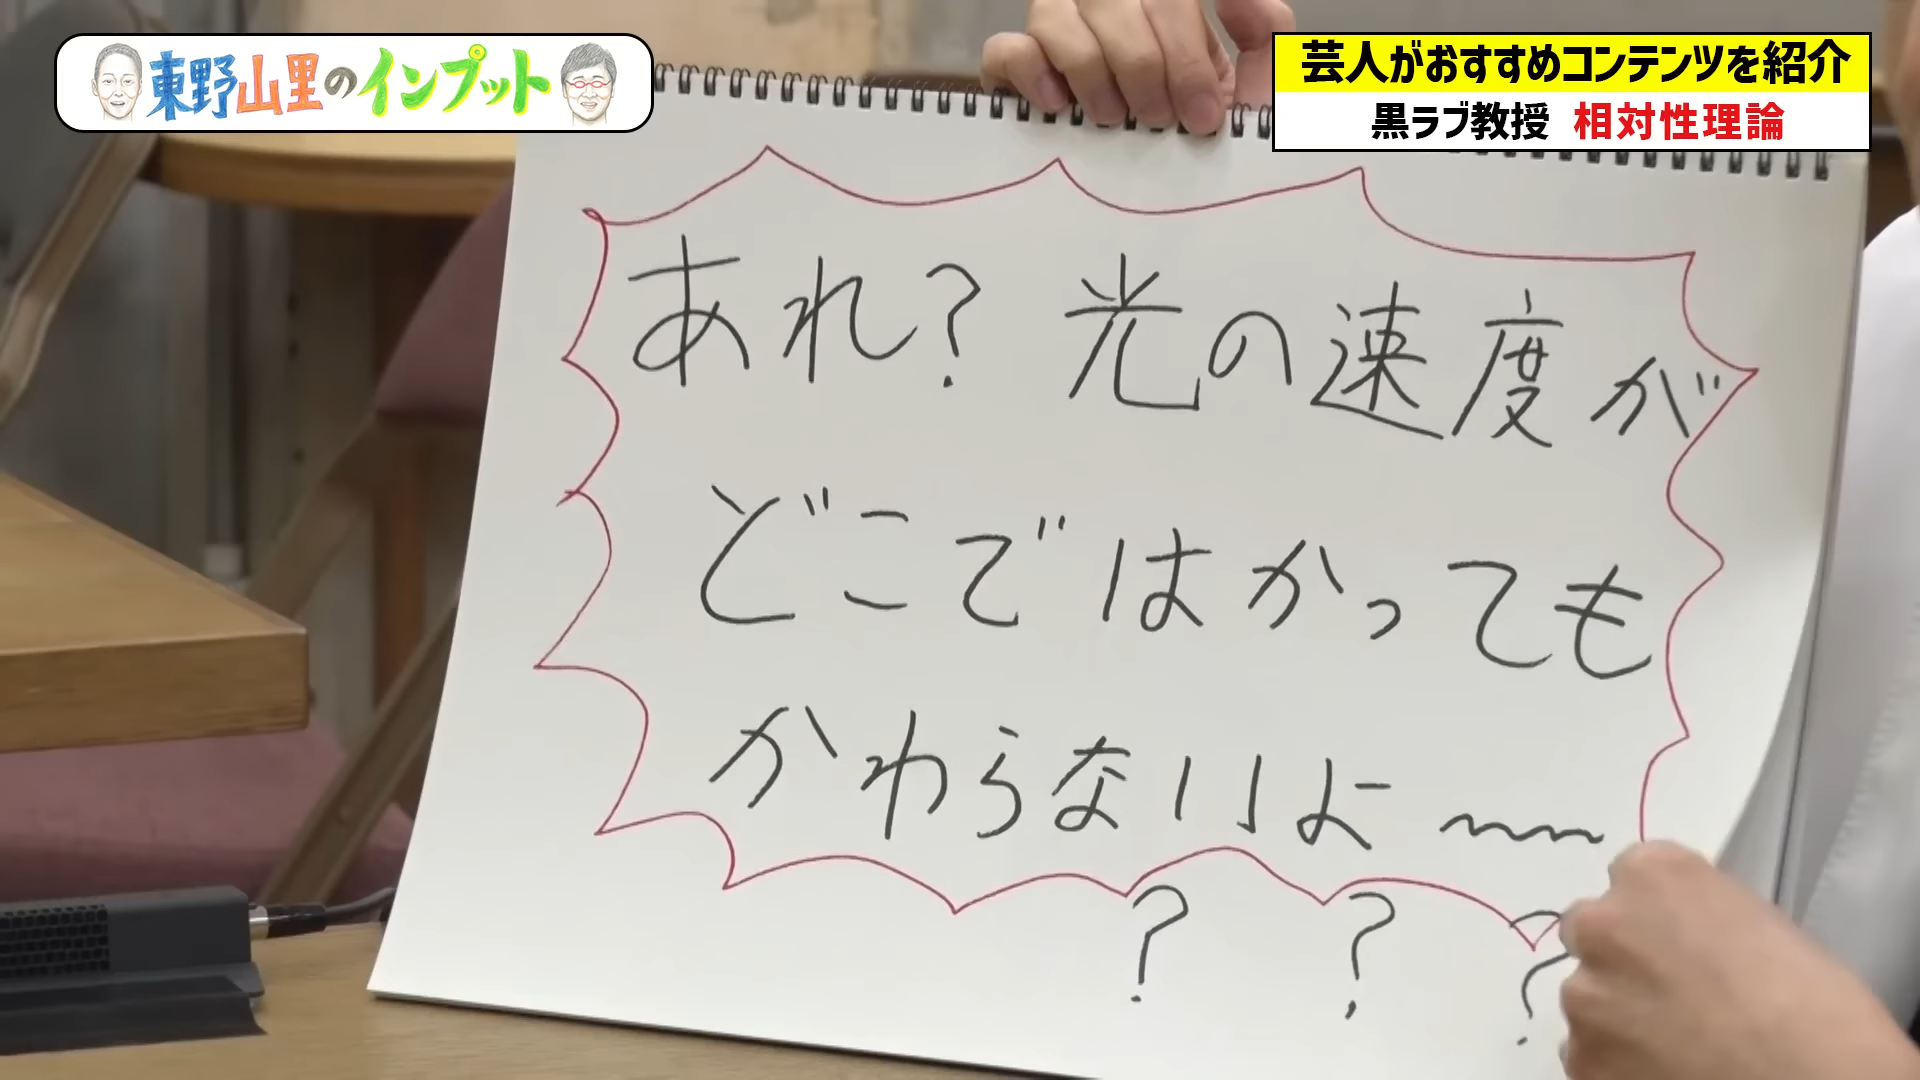 東野山里のインプット
芸人がおすすめコンテンツを紹介
黒ラブ教授 相対性理論
あれ? 光の速度が
どこではかっても
かわらないよ〜〜
? ? ?